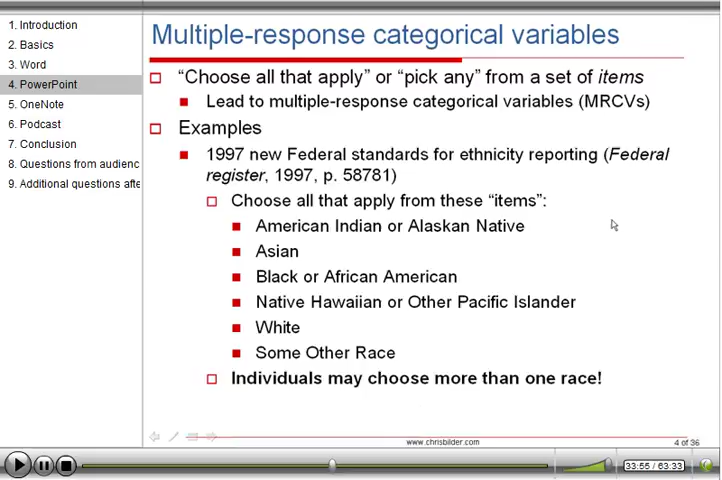 1. Introduction
2. Basics
3. Word
4. PowerPoint
5. OneNote
6. Podcast
7. Conclusion
8. Questions from audienc
9. Additional questions afte
Multiple-response categorical variables
“Choose all that apply” or “pick any” from a set of items
Lead to multiple-response categorical variables (MRCVs)
Examples
1997 new Federal standards for ethnicity reporting (Federal
register, 1997, p. 58781)
Choose all that apply from these “items”:
American Indian or Alaskan Native
Asian
Black or African American
Native Hawaiian or Other Pacific Islander
White
Some Other Race
Individuals may choose more than one race!
www.chrisbilder.com
4 of 36
33:55 / 63:33